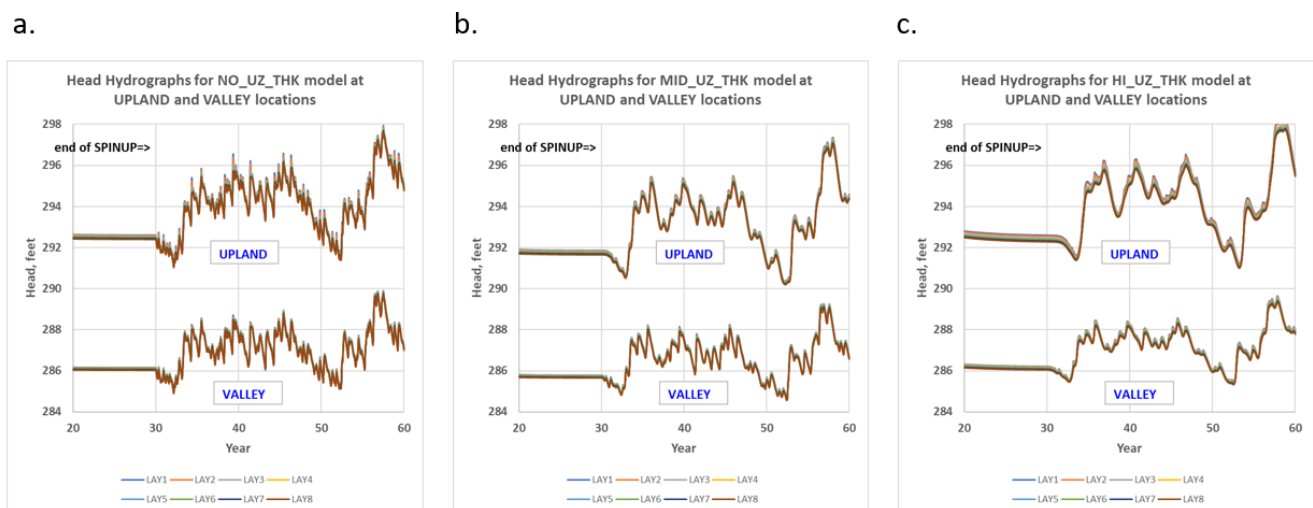 a.
Head Hydrographs for NO_UZ_THK model at
UPLAND and VALLEY locations
298
296
294
292
290
288
286
284
end of SPINUP=>
UPLAND
VALLEY
Head, feet
20
30
40
50
60
Year
LAY1 LAY2 LAY3 LAY4
LAY5 LAY6 LAY7 LAY8
b.
Head Hydrographs for MID_UZ_THK model at
UPLAND and VALLEY locations
298
296
294
292
290
288
286
284
end of SPINUP=>
UPLAND
VALLEY
Head, feet
20
30
40
50
60
Year
LAY1 LAY2 LAY3 LAY4
LAY5 LAY6 LAY7 LAY8
c.
Head Hydrographs for HI_UZ_THK model at
UPLAND and VALLEY locations
298
296
294
292
290
288
286
284
end of SPINUP=>
UPLAND
VALLEY
Head, feet
20
30
40
50
60
Year
LAY1 LAY2 LAY3 LAY4
LAY5 LAY6 LAY7 LAY8